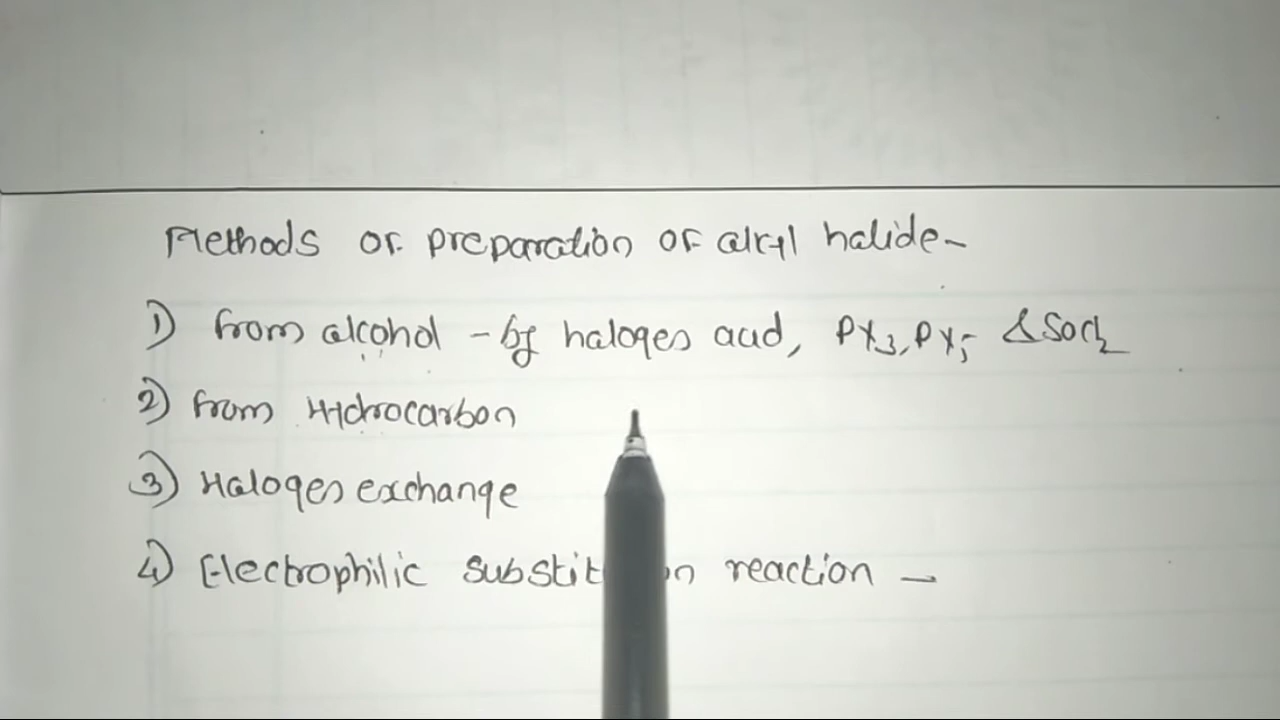 Methods of preparation of alkyl halide-
1) from alcohol - by halogen acid, PX3, PX5 & SOCl2
2) from Hydrocarbon
3) Halogen exchange
4) Electrophilic substitution reaction -